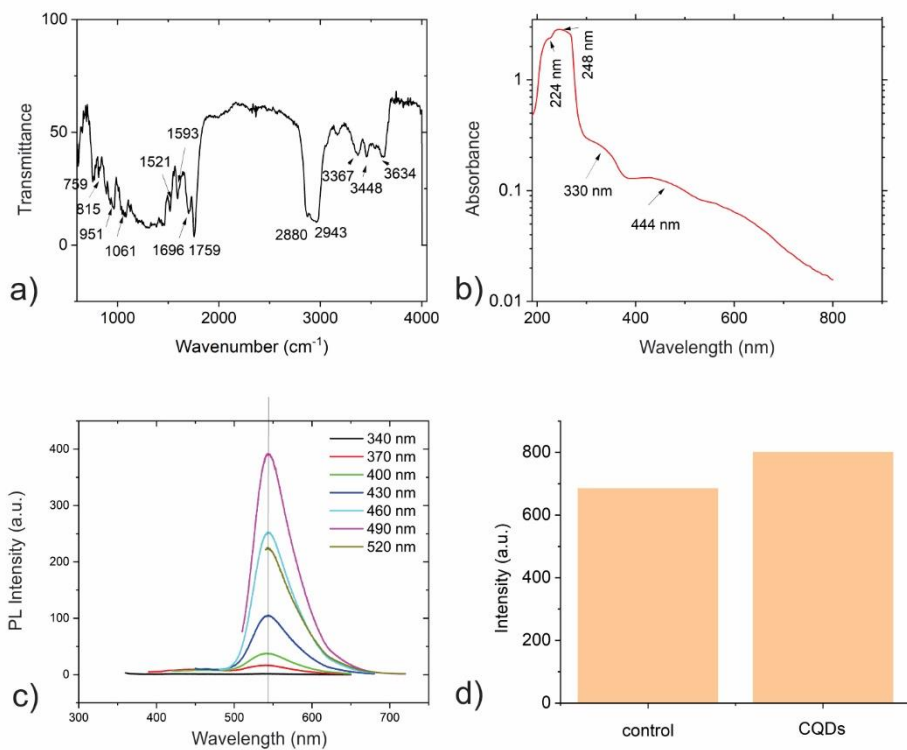 100
50
0
Transmittance
759
815
951
1061
1521
1593
1696
1759
2880
2943
3367
3448
3634
1000
2000
3000
4000
Wavenumber (cm⁻¹)
a)
1
0.1
0.01
Absorbance
224 nm
248 nm
330 nm
444 nm
200
400
600
800
Wavelength (nm)
b)
400
300
200
100
0
PL Intensity (a.u.)
340 nm
370 nm
400 nm
430 nm
460 nm
490 nm
520 nm
300
400
500
600
700
Wavelength (nm)
c)
800
600
400
200
0
Intensity (a.u.)
control
CQDs
d)